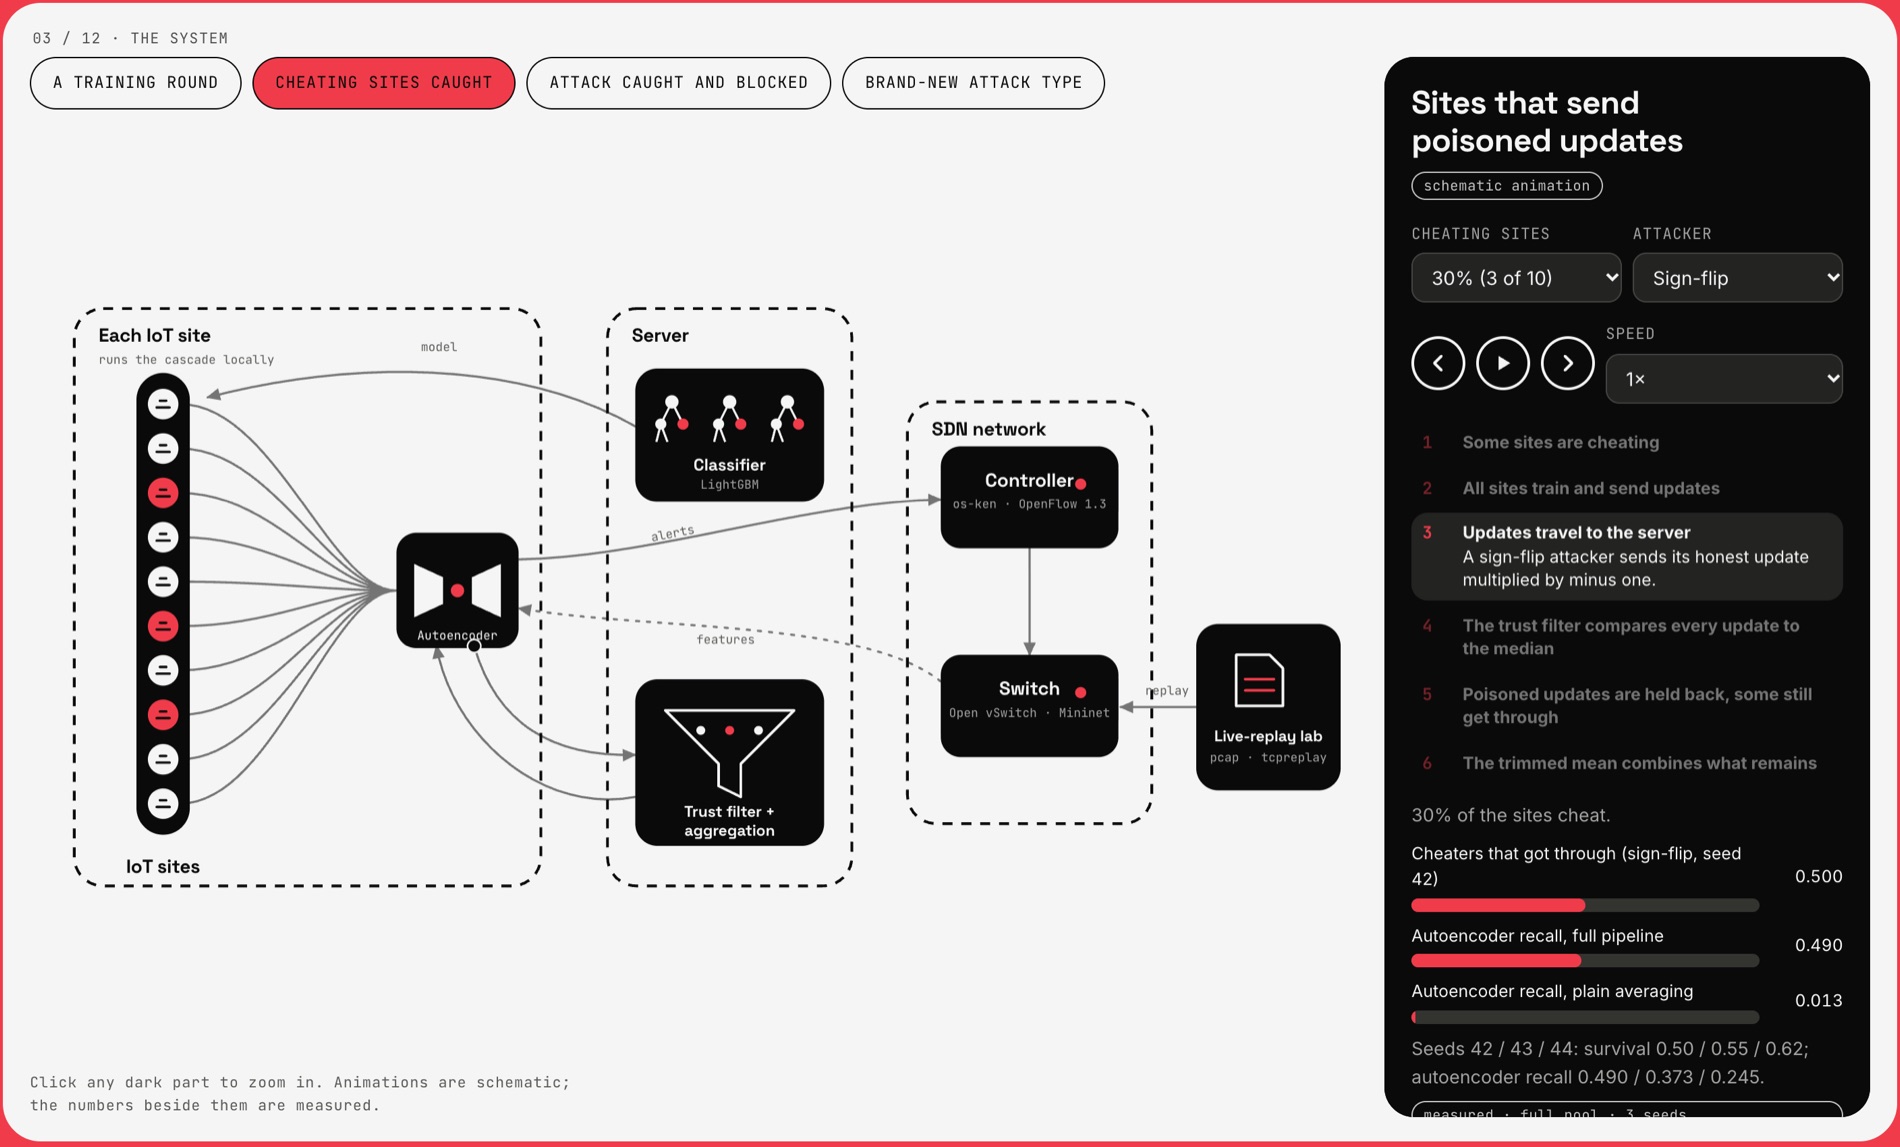 03 / 12 · THE SYSTEM
A TRAINING ROUND
CHEATING SITES CAUGHT
ATTACK CAUGHT AND BLOCKED
BRAND-NEW ATTACK TYPE
Each IoT site
runs the cascade locally
model
IoT sites
Autoencoder
Server
Classifier
LightGBM
alerts
features
Trust filter +
aggregation
SDN network
Controller
os-ken · OpenFlow 1.3
Switch
Open vSwitch · Mininet
replay
Live-replay lab
pcap · tcpreplay
Click any dark part to zoom in. Animations are schematic;
the numbers beside them are measured.
Sites that send
poisoned updates
schematic animation
CHEATING SITES
ATTACKER
30% (3 of 10)
Sign-flip
SPEED
1×
1 Some sites are cheating
2 All sites train and send updates
3 Updates travel to the server
A sign-flip attacker sends its honest update
multiplied by minus one.
4 The trust filter compares every update to
the median
5 Poisoned updates are held back, some still
get through
6 The trimmed mean combines what remains
30% of the sites cheat.
Cheaters that got through (sign-flip, seed
42)
0.500
Autoencoder recall, full pipeline
0.490
Autoencoder recall, plain averaging
0.013
Seeds 42 / 43 / 44: survival 0.50 / 0.55 / 0.62;
autoencoder recall 0.490 / 0.373 / 0.245.
measured · full pool · 3 seeds